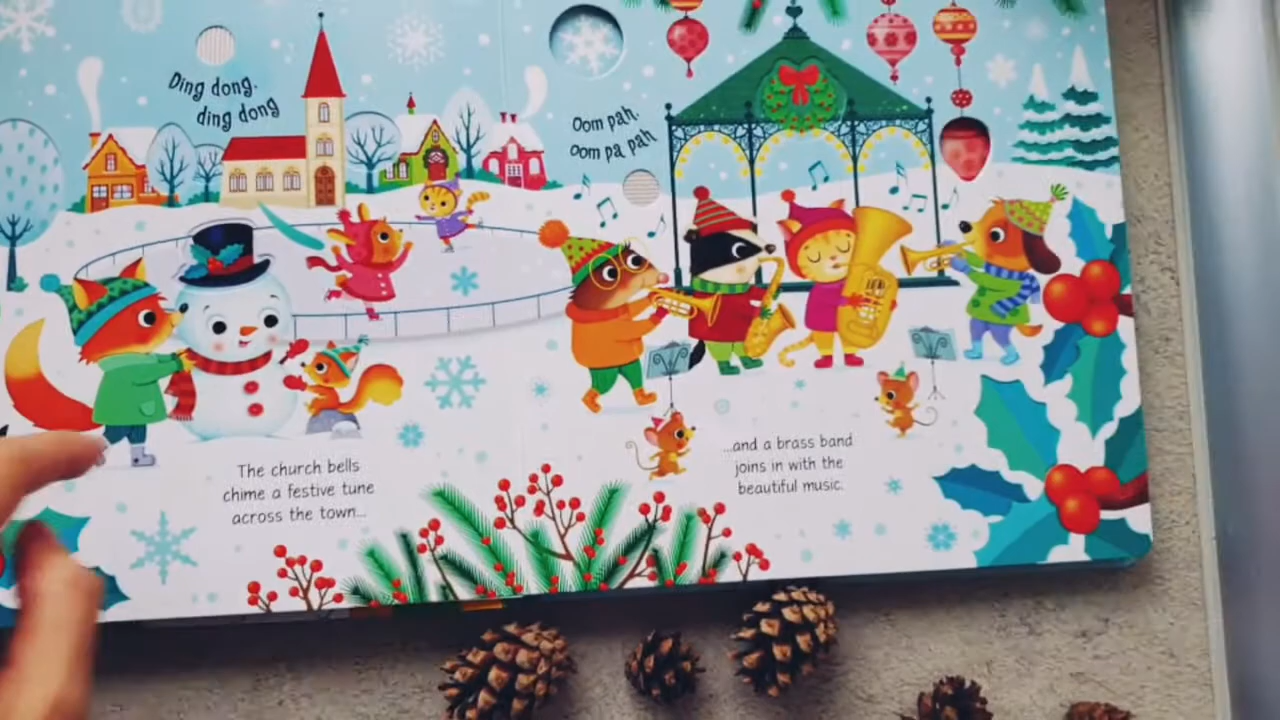 Ding dong,
ding dong
Oom pah,
oom pa pah
The church bells
chime a festive tune
across the town...
...and a brass band
joins in with the
beautiful music.